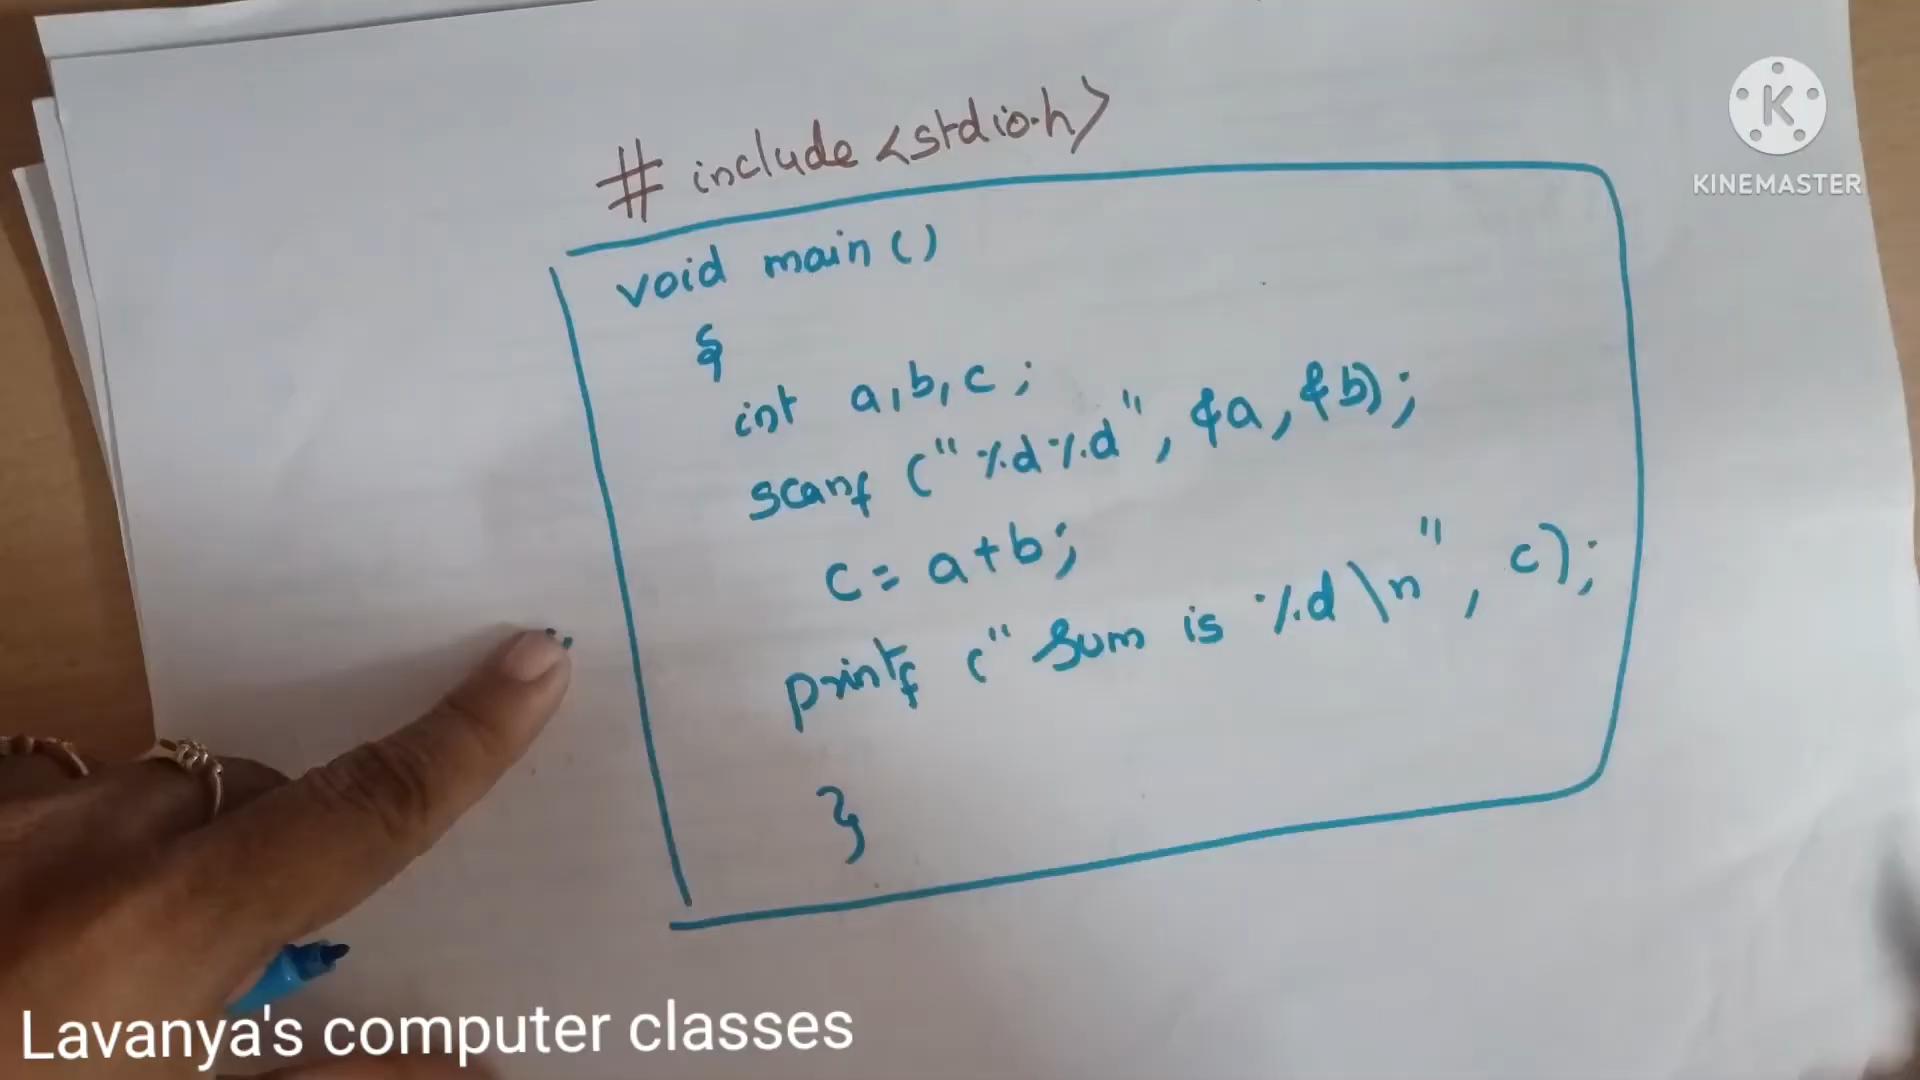 # include <stdio.h>
KINEMASTER
void main ()
{
int a,b,c;
scanf ("%d%d", &a, &b);
c = a+b;
printf ("Sum is %d \n", c);
}
Lavanya's computer classes